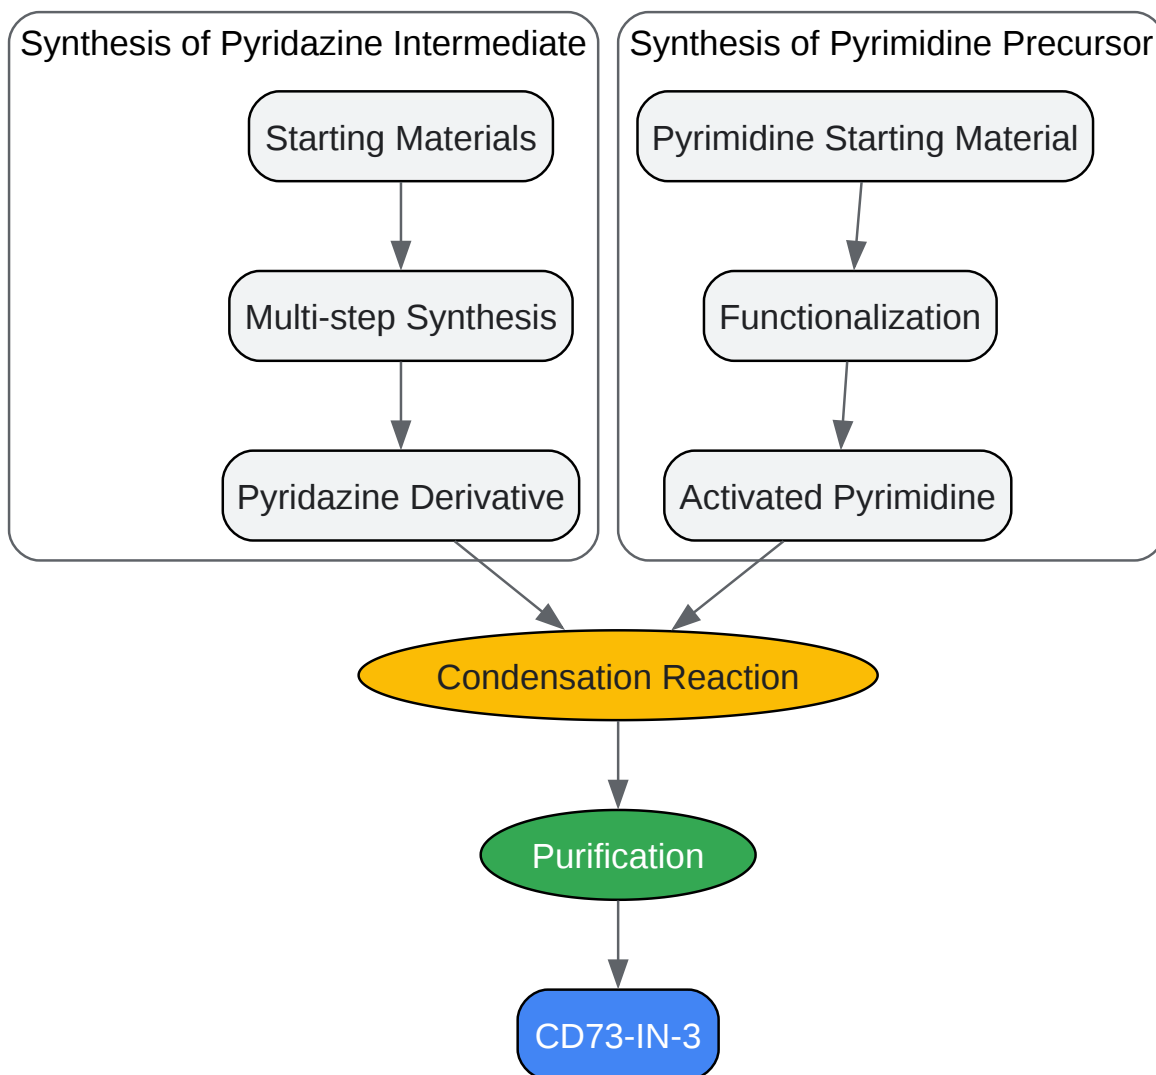 Synthesis of Pyridazine Intermediate
Starting Materials
Multi-step Synthesis
Pyridazine Derivative
Synthesis of Pyrimidine Precursor
Pyrimidine Starting Material
Functionalization
Activated Pyrimidine
Condensation Reaction
Purification
CD73-IN-3